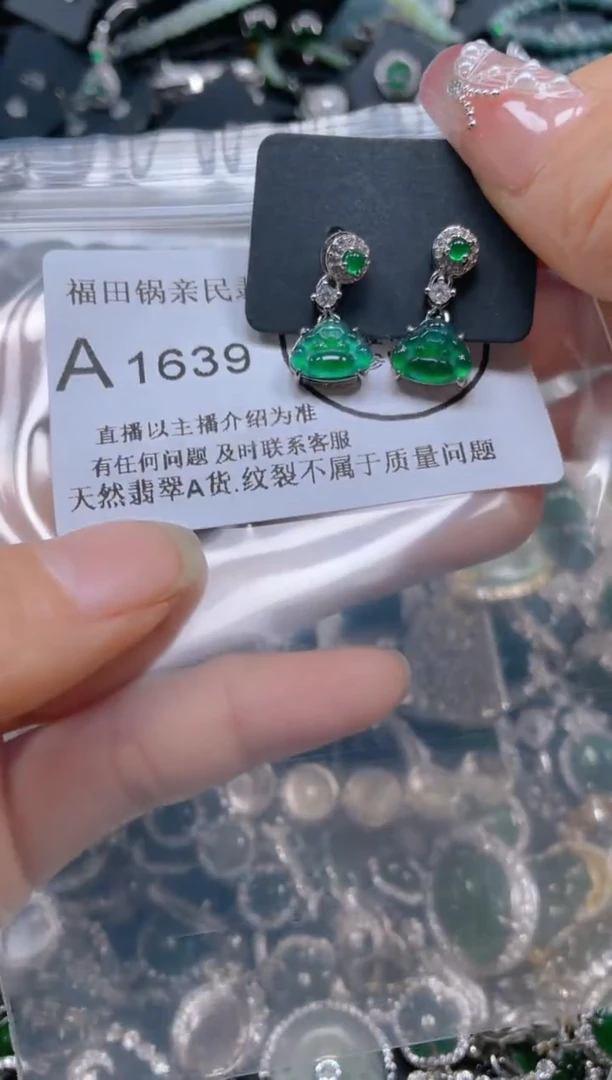 福田锅亲民
A 1639
直播以主播介绍为准
有任何问题 及时联系客服
天然翡翠A货.纹裂不属于质量问题